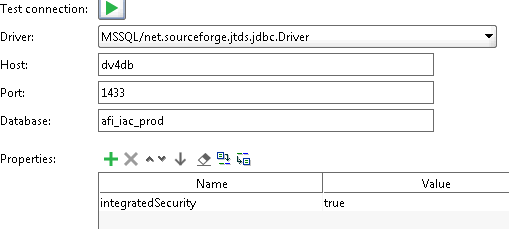 Test connection:
Driver: MSSQL/net.sourceforge.jtds.jdbc.Driver
Host: dv4db
Port: 1433
Database: afi_iac_prod
Properties:
Name Value
integratedSecurity true